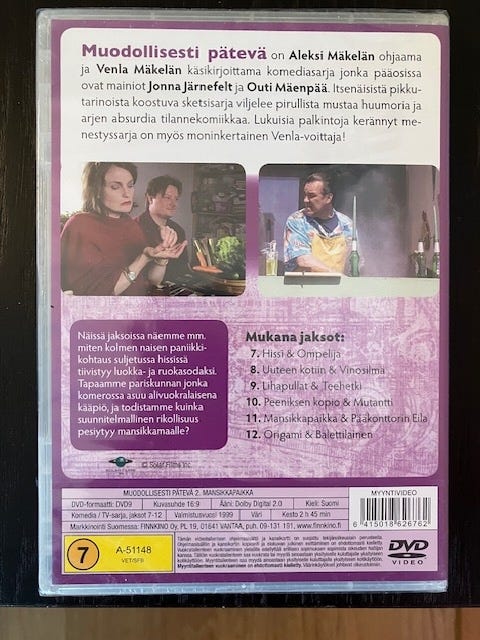 Muodollisesti pätevä on Aleksi Mäkelän ohjaama
ja Venla Mäkelän käsikirjoittama komediasarja jonka pääosissa
ovat mainiot Jonna Järnefelt ja Outi Mäenpää. Itsenäisistä pikku-
tarinoista koostuva sketsisarja viljelee pirullista mustaa huumoria ja
arjen absurdia tilannekomiikkaa. Lukuisia palkintoja kerännyt me-
nestyssarja on myös moninkertainen Venla-voittaja!
Näissä jaksoissa näemme mm.
miten kolmen naisen paniikki-
kohtaus suljetussa hississä
tiivistyy luokka- ja ruokasodaksi.
Tapaamme pariskunnan jonka
komerossa asuu alivuokralaisena
kääpiö, ja todistamme kuinka
suunnitelmallinen rikollisuus
pesiytyy mansikkamaalle?
Mukana jaksot:
7. Hissi & Ompelija
8. Uuteen kotiin & Vinosilmä
9. Lihapullat & Teehetki
10. Peeniksen kopio & Mutantti
11. Mansikkapaikka & Pääkonttorin Eila
12. Origami & Balettilainen
© Solar Films Inc.
MUODOLLISESTI PÄTEVÄ 2. MANSIKKAPAIKKA
DVD-formaatti: DVD9 Kuvasuhde 16:9 Ääni: Dolby Digital 2.0 Kieli: Suomi
Komedia / TV-sarja, jaksot 7-12 Valmistusvuosi 1999 Väri Kesto 2 h 45 min
Markkinointi Suomessa: FINNKINO Oy, PL 19, 01641 VANTAA, puh. 09-131 191, www.finnkino.fi
MYYNTIVIDEO
6415018626762
7
A-51148
VET/SFB
DVD
VIDEO